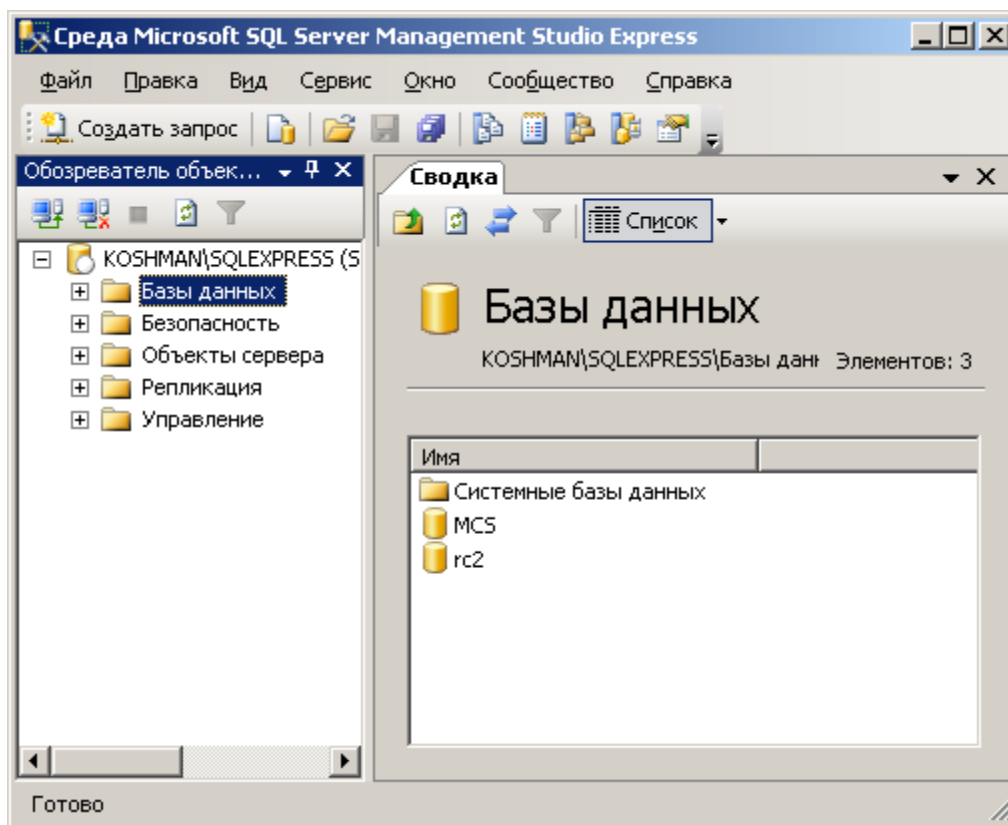 Среда Microsoft SQL Server Management Studio Express
Файл Правка Вид Сервис Окно Сообщество Справка
Создать запрос
Обозреватель объек...
Сводка
Список
KOSHMAN\SQLEXPRESS (S
Базы данных
Безопасность
Объекты сервера
Репликация
Управление
Базы данных
KOSHMAN\SQLEXPRESS\Базы данн Элементов: 3
Имя
Системные базы данных
MCS
rc2
Готово